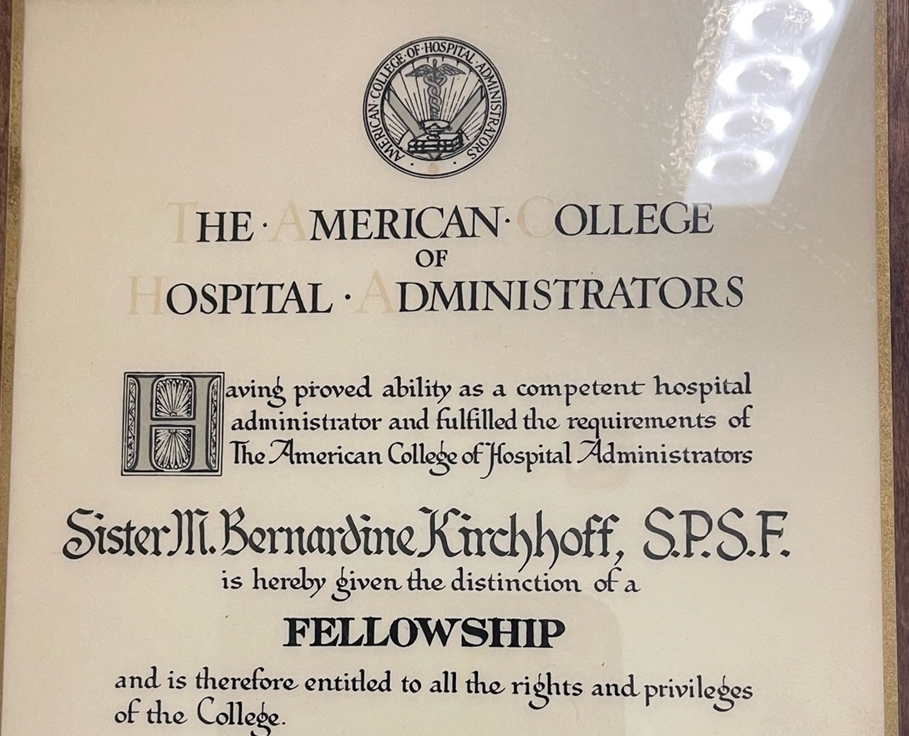 AMERICAN·COLLEGE·OF·HOSPITAL·ADMINISTRATORS
THE·AMERICAN·COLLEGE
OF
HOSPITAL·ADMINISTRATORS
Having proved ability as a competent hospital
administrator and fulfilled the requirements of
The American College of Hospital Administrators
Sister M. Bernardine Kirchhoff, S.P.S.F.
is hereby given the distinction of a
FELLOWSHIP
and is therefore entitled to all the rights and privileges
of the College.